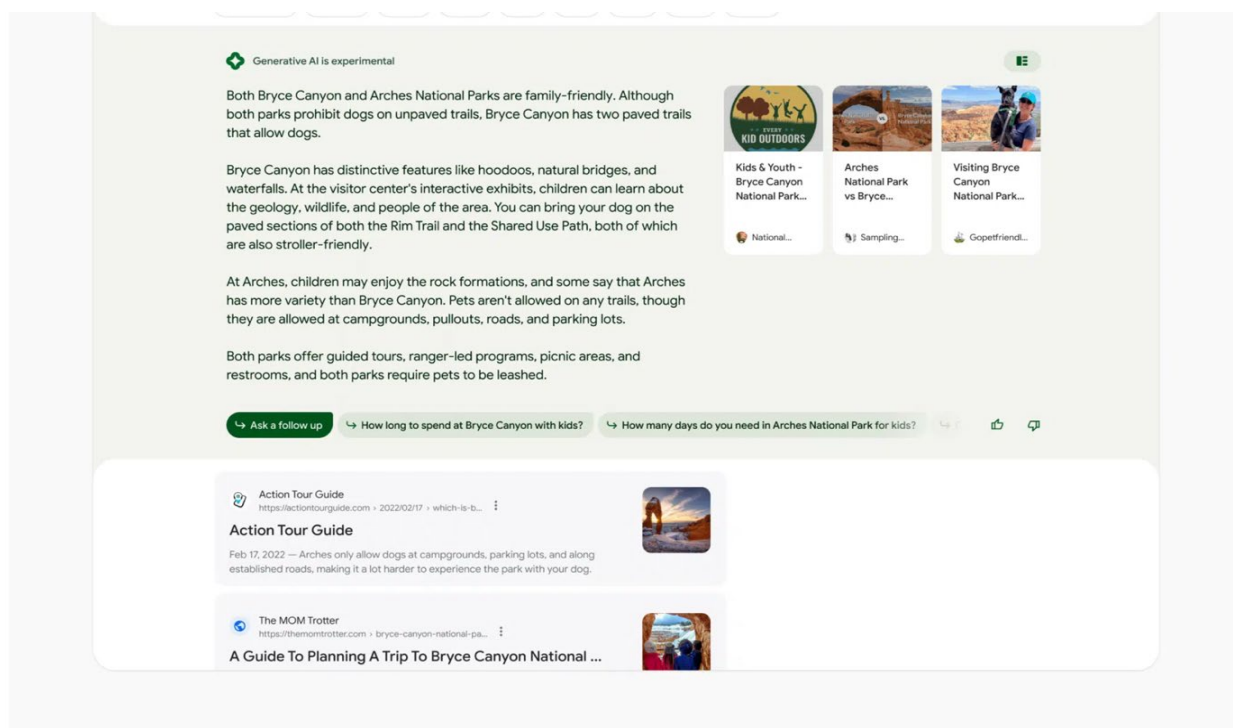 Generative AI is experimental
Both Bryce Canyon and Arches National Parks are family-friendly. Although
both parks prohibit dogs on unpaved trails, Bryce Canyon has two paved trails
that allow dogs.
Bryce Canyon has distinctive features like hoodoos, natural bridges, and
waterfalls. At the visitor center's interactive exhibits, children can learn about
the geology, wildlife, and people of the area. You can bring your dog on the
paved sections of both the Rim Trail and the Shared Use Path, both of which
are also stroller-friendly.
At Arches, children may enjoy the rock formations, and some say that Arches
has more variety than Bryce Canyon. Pets aren't allowed on any trails, though
they are allowed at campgrounds, pullouts, roads, and parking lots.
Both parks offer guided tours, ranger-led programs, picnic areas, and
restrooms, and both parks require pets to be leashed.
EVERY
KID OUTDOORS
Kids & Youth -
Bryce Canyon
National Park...
National...
VS
Bryce Canyon
National Park
Arches
National Park
vs Bryce...
Sampling...
Visiting Bryce
Canyon
National Park...
Gopetfriendl...
Ask a follow up
How long to spend at Bryce Canyon with kids?
How many days do you need in Arches National Park for kids?
Action Tour Guide
https://actiontourguide.com › 2022/02/17 › which-is-b...
Action Tour Guide
Feb 17, 2022 — Arches only allow dogs at campgrounds, parking lots, and along
established roads, making it a lot harder to experience the park with your dog.
The MOM Trotter
https://themomtrotter.com › bryce-canyon-national-pa...
A Guide To Planning A Trip To Bryce Canyon National ...